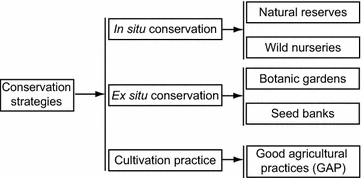 Conservation
strategies
In situ conservation
Natural reserves
Wild nurseries
Ex situ conservation
Botanic gardens
Seed banks
Cultivation practice
Good agricultural
practices (GAP)